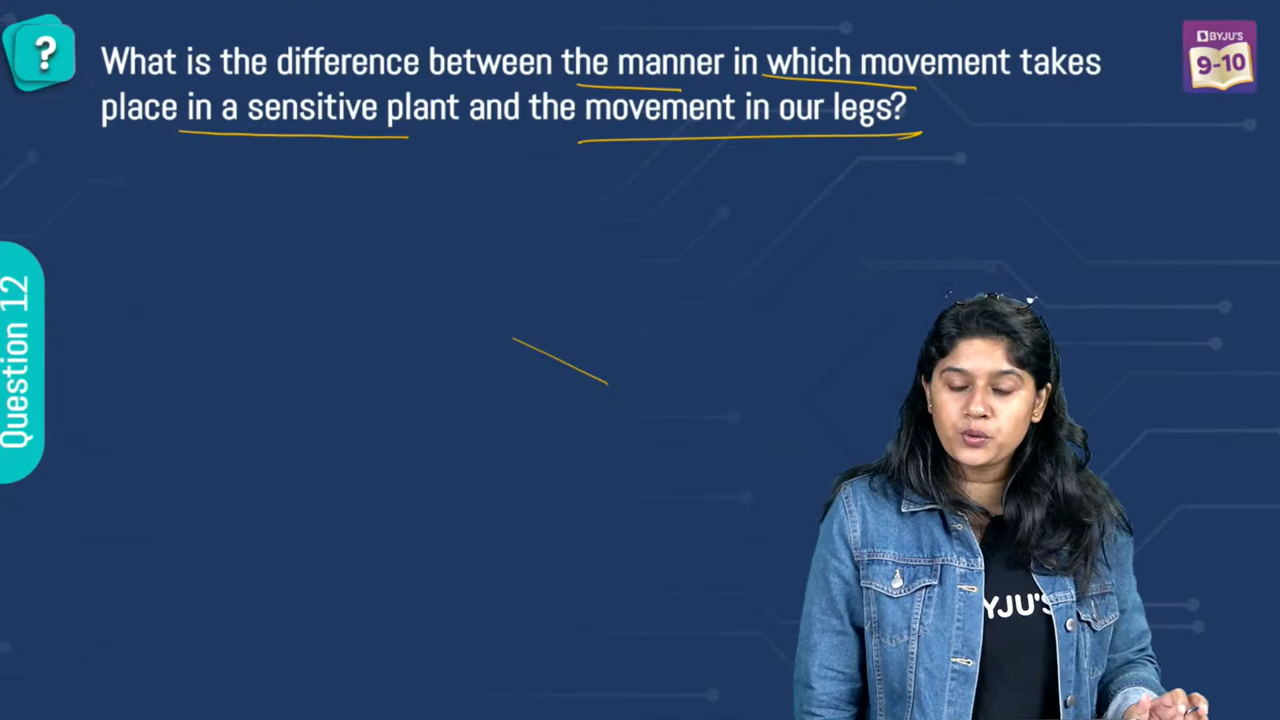 ?
What is the difference between the manner in which movement takes
place in a sensitive plant and the movement in our legs?
BYJU'S
9-10
Question 12
YJU'S